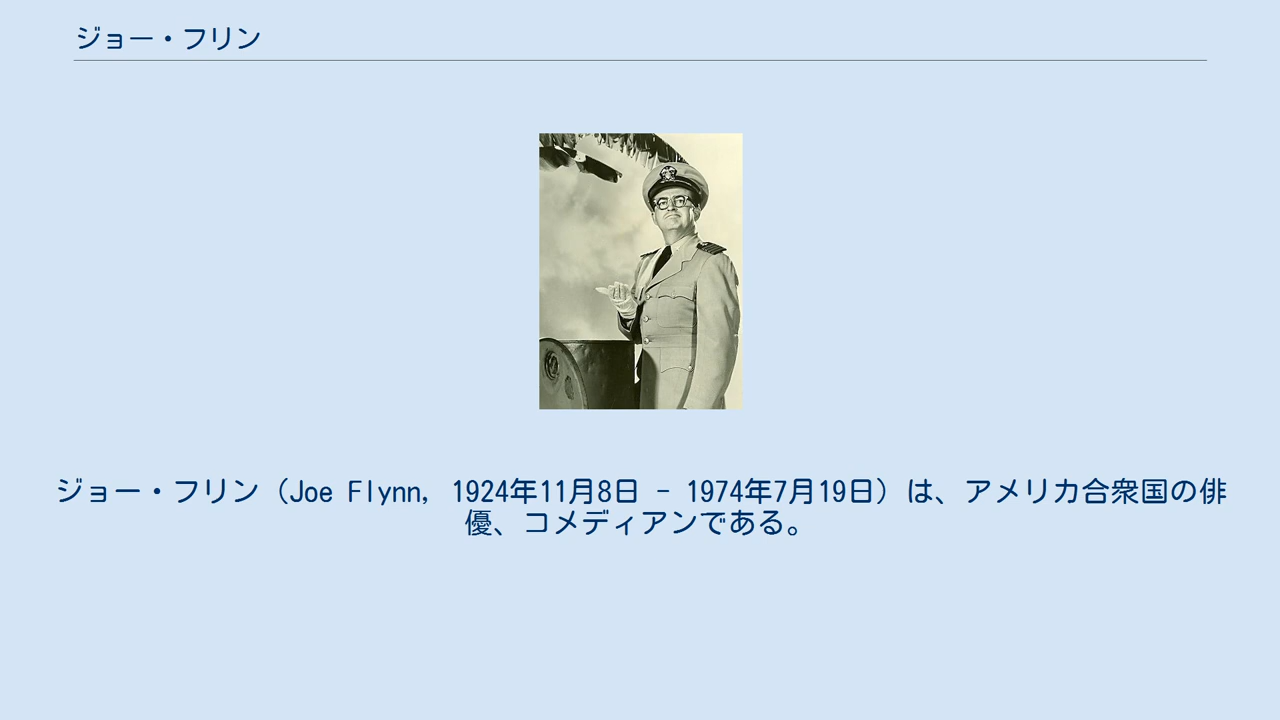 ジョー・フリン
ジョー・フリン（Joe Flynn, 1924年11月8日 - 1974年7月19日）は、アメリカ合衆国の俳
優、コメディアンである。